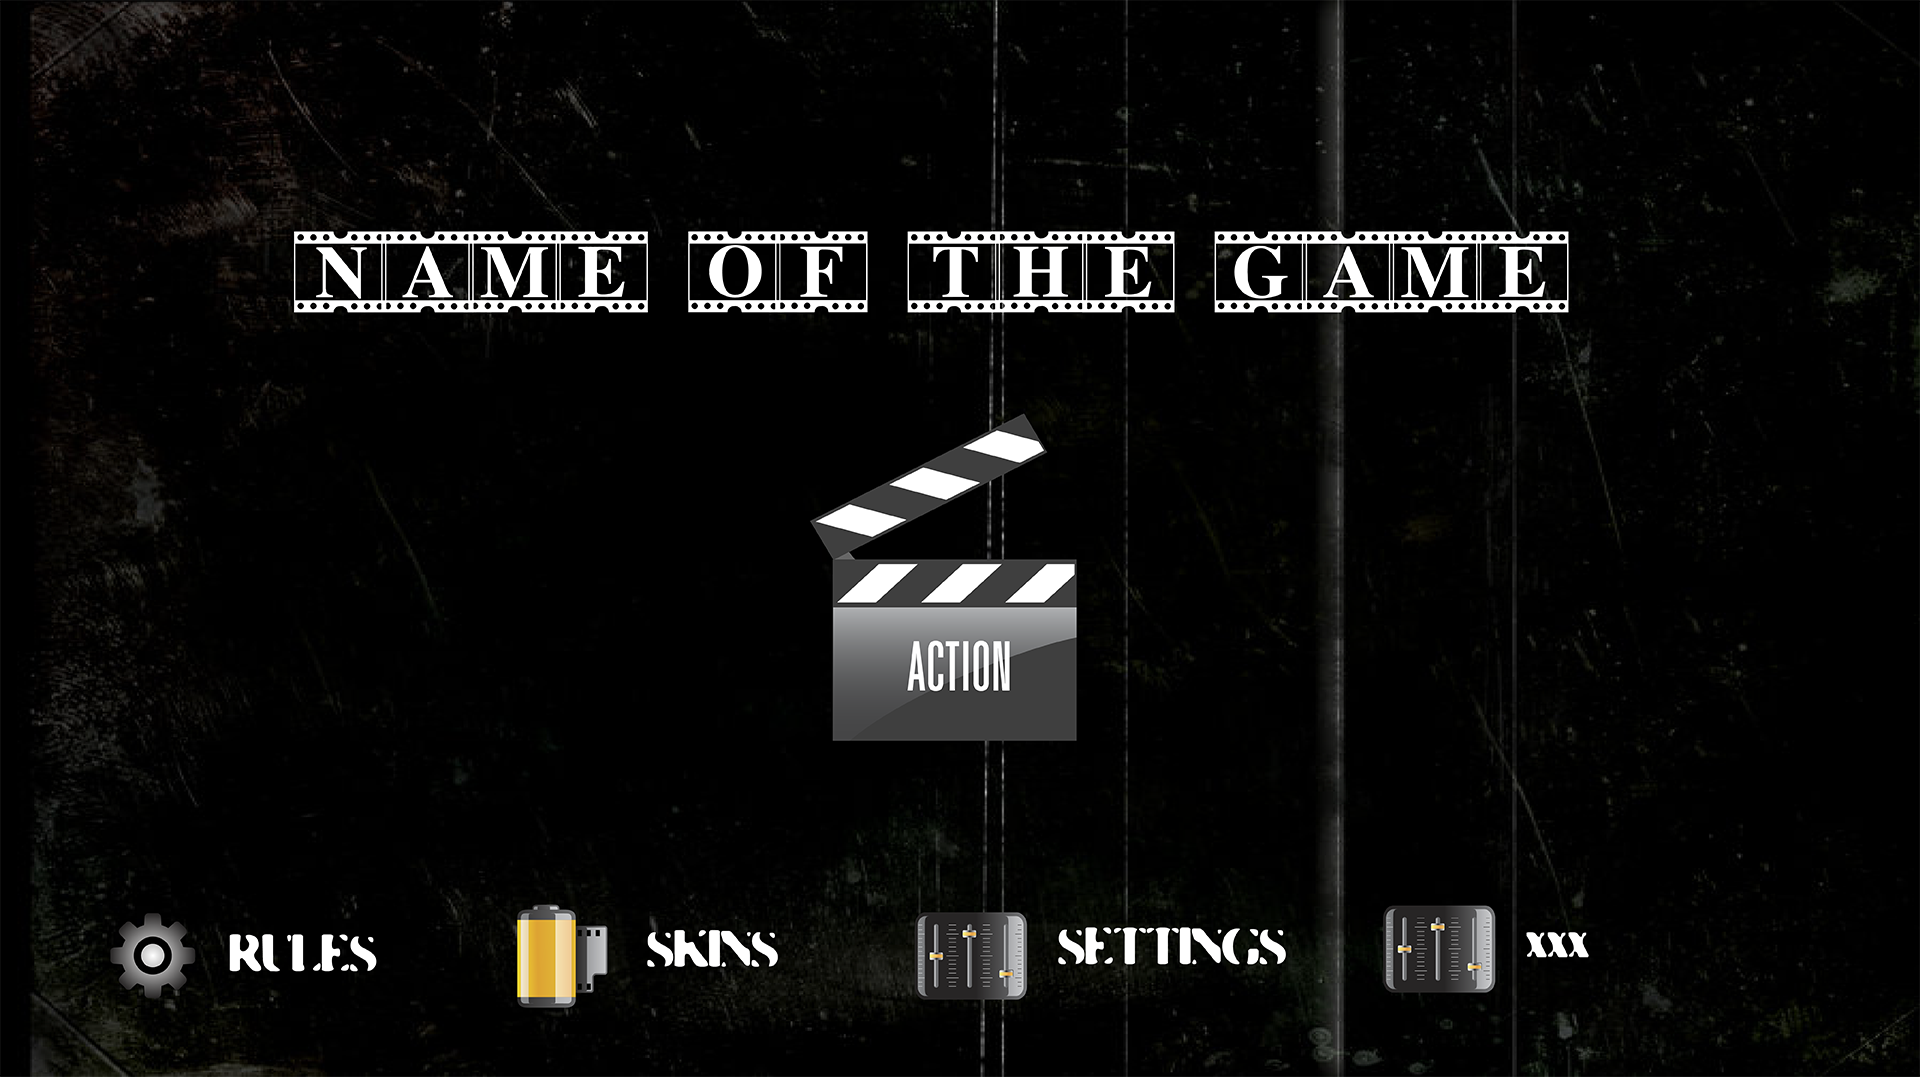 NAME OF THE GAME
ACTION
RULES
SKINS
SETTINGS
XXX